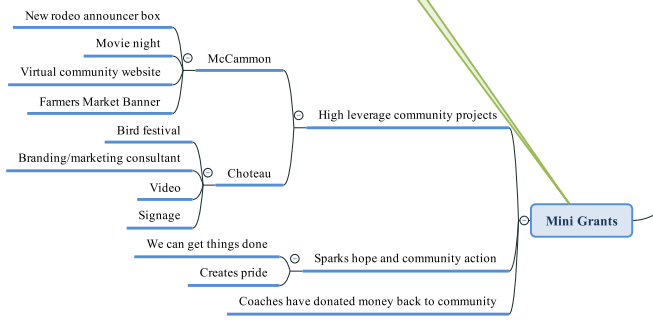 New rodeo announcer box
Movie night
Virtual community website
Farmers Market Banner
McCammon
Bird festival
Branding/marketing consultant
Video
Signage
Choteau
High leverage community projects
We can get things done
Creates pride
Sparks hope and community action
Coaches have donated money back to community
Mini Grants